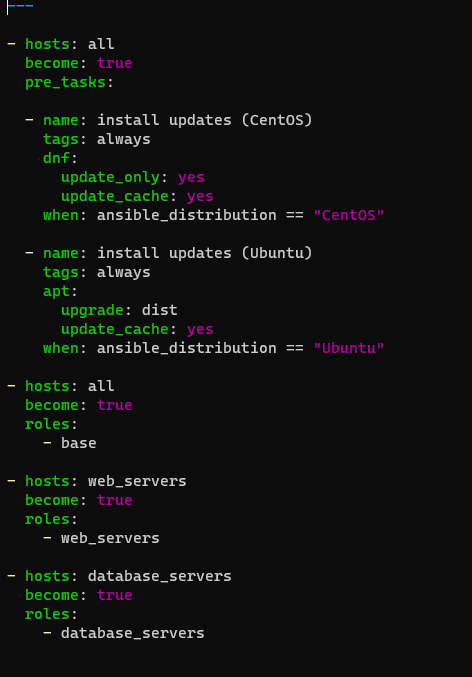 ---
- hosts: all
  become: true
  pre_tasks:
  - name: install updates (CentOS)
    tags: always
    dnf:
      update_only: yes
      update_cache: yes
    when: ansible_distribution == "CentOS"
  - name: install updates (Ubuntu)
    tags: always
    apt:
      upgrade: dist
      update_cache: yes
    when: ansible_distribution == "Ubuntu"
- hosts: all
  become: true
  roles:
    - base
- hosts: web_servers
  become: true
  roles:
    - web_servers
- hosts: database_servers
  become: true
  roles:
    - database_servers